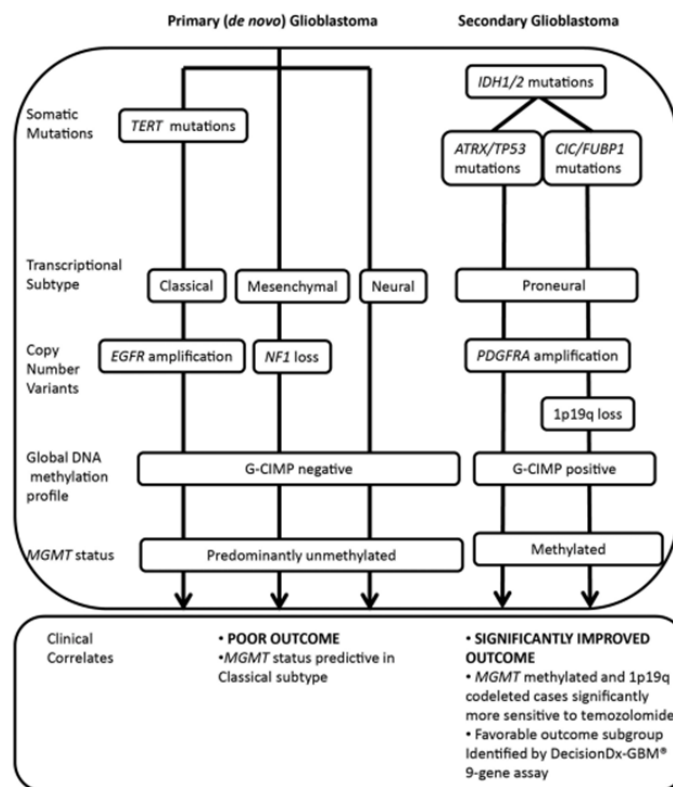 Primary (de novo) Glioblastoma
Secondary Glioblastoma
Somatic
Mutations
TERT mutations
IDH1/2 mutations
ATRX/TP53
mutations
CIC/FUBP1
mutations
Transcriptional
Subtype
Classical
Mesenchymal
Neural
Proneural
Copy
Number
Variants
EGFR amplification
NF1 loss
PDGFRA amplification
1p19q loss
Global DNA
methylation
profile
G-CIMP negative
G-CIMP positive
MGMT status
Predominantly unmethylated
Methylated
Clinical
Correlates
• POOR OUTCOME
•MGMT status predictive in
Classical subtype
• SIGNIFICANTLY IMPROVED
OUTCOME
• MGMT methylated and 1p19q
codeleted cases significantly
more sensitive to temozolomide
• Favorable outcome subgroup
Identified by DecisionDx-GBM®
9-gene assay